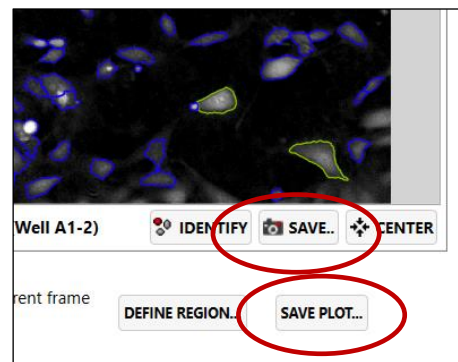 Well A1-2) IDENTIFY SAVE.. CENTER
rent frame
DEFINE REGION.. SAVE PLOT...